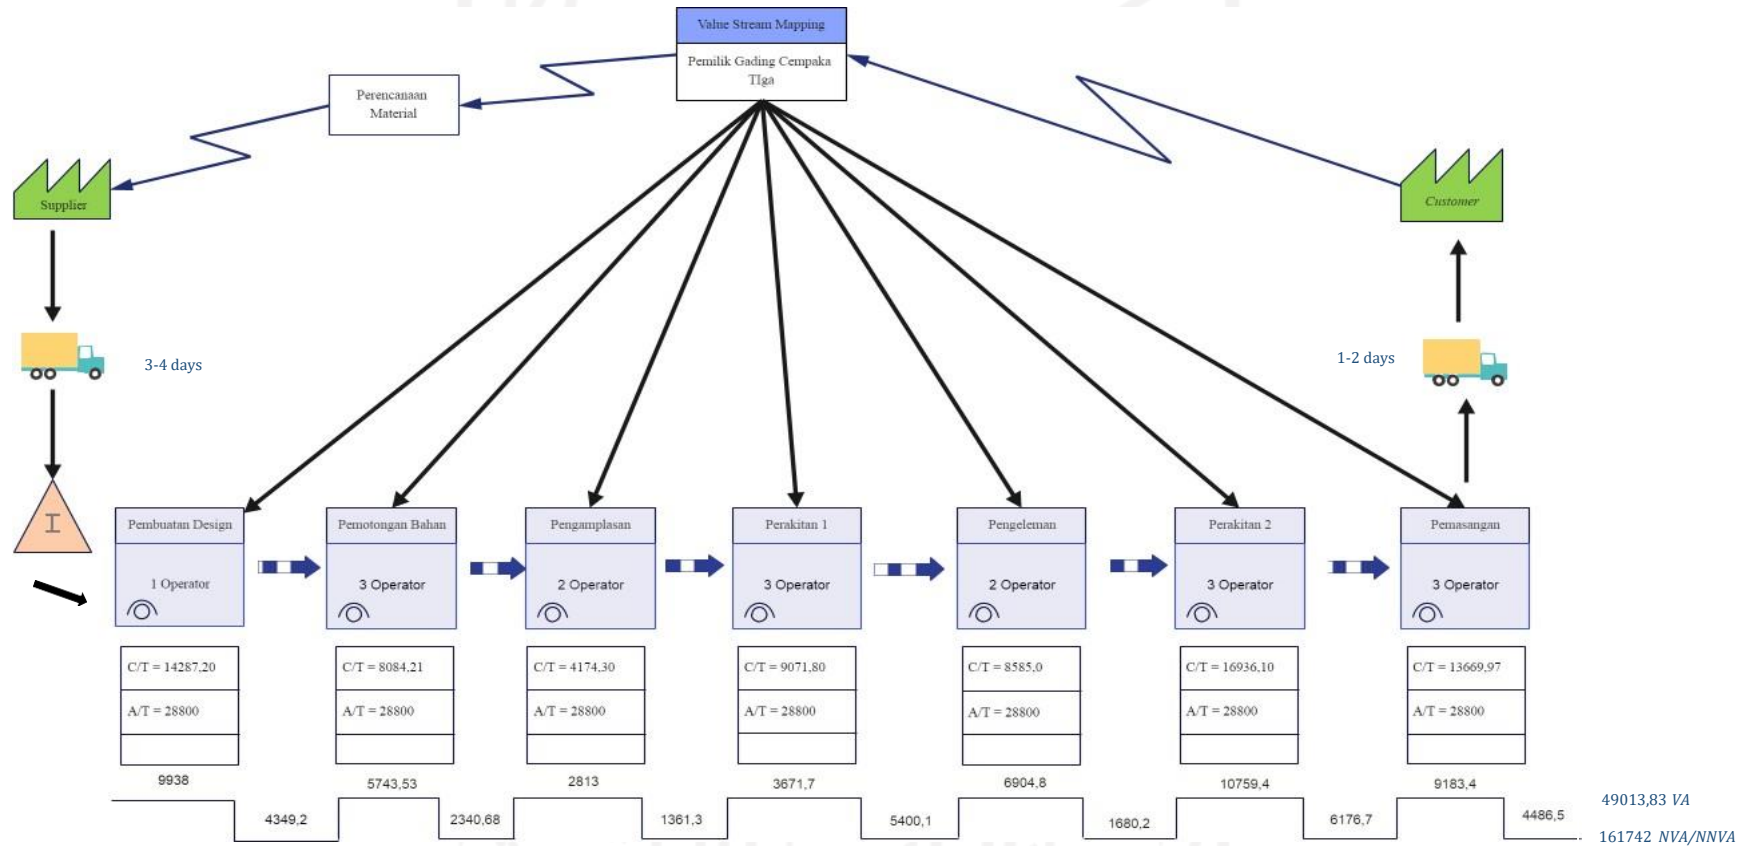 Value Stream Mapping
Pemilik Gading Cempaka
TIga
Perencanaan
Material
Supplier
Customer
3-4 days
1-2 days
I
Pembuatan Design
1 Operator
Pemotongan Bahan
3 Operator
Pengamplasan
2 Operator
Perakitan 1
3 Operator
Pengeleman
2 Operator
Perakitan 2
3 Operator
Pemasangan
3 Operator
C/T = 14287,20
A/T = 28800
C/T = 8084,21
A/T = 28800
C/T = 4174,30
A/T = 28800
C/T = 9071,80
A/T = 28800
C/T = 8585,0
A/T = 28800
C/T = 16936,10
A/T = 28800
C/T = 13669,97
A/T = 28800
9938
4349,2
5743,53
2340,68
2813
1361,3
3671,7
5400,1
6904,8
1680,2
10759,4
6176,7
9183,4
4486,5
49013,83 VA
161742 NVA/NNVA